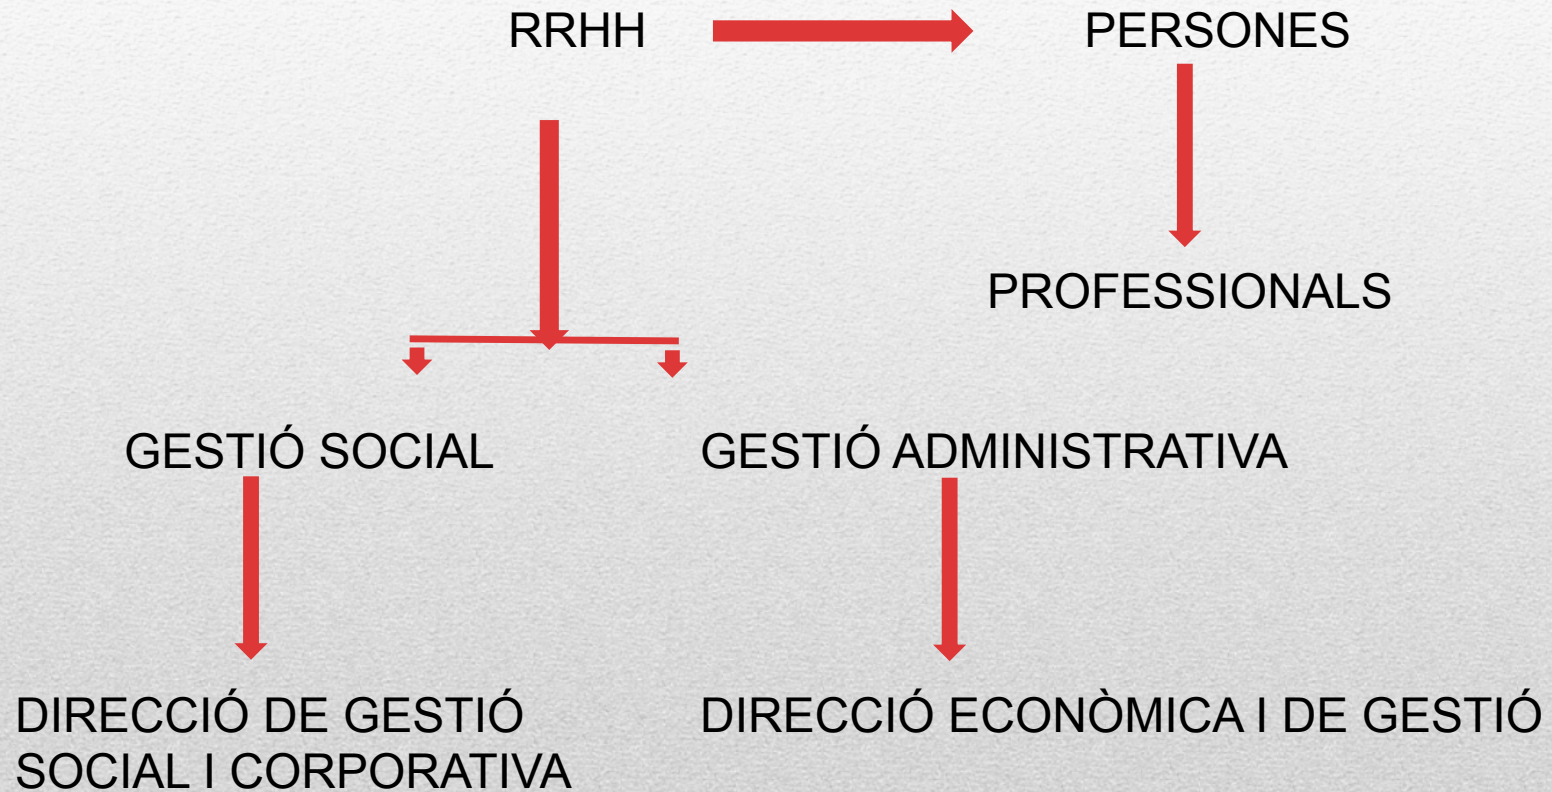 RRHH
PERSONES
PROFESSIONALS
GESTIÓ SOCIAL
GESTIÓ ADMINISTRATIVA
DIRECCIÓ DE GESTIÓ
SOCIAL I CORPORATIVA
DIRECCIÓ ECONÒMICA I DE GESTIÓ